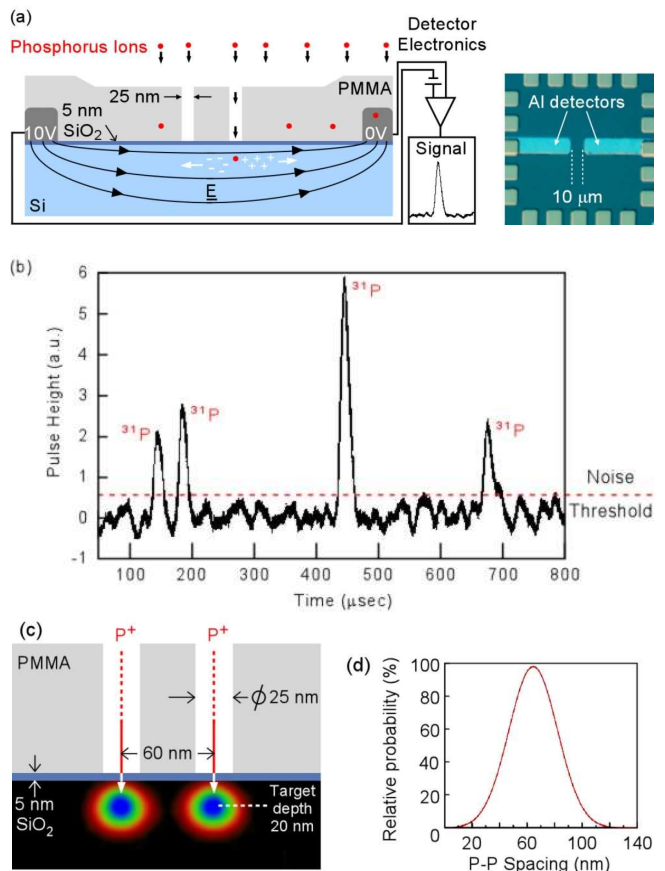 (a)
Phosphorus Ions
Detector
Electronics
PMMA
25 nm
5 nm
SiO₂
10V
0V
E
Si
Signal
Al detectors
10 μm
(b)
Pulse Height (a.u.)
6
5
4
3
2
1
0
-1
³¹P
³¹P
³¹P
³¹P
Noise
Threshold
100 200 300 400 500 600 700 800
Time (μsec)
(c)
P⁺ P⁺
PMMA
ϕ 25 nm
60 nm
5 nm
SiO₂
Target
depth
20 nm
(d)
Relative probability (%)
100
80
60
40
20
0
0 20 60 100 140
P-P Spacing (nm)